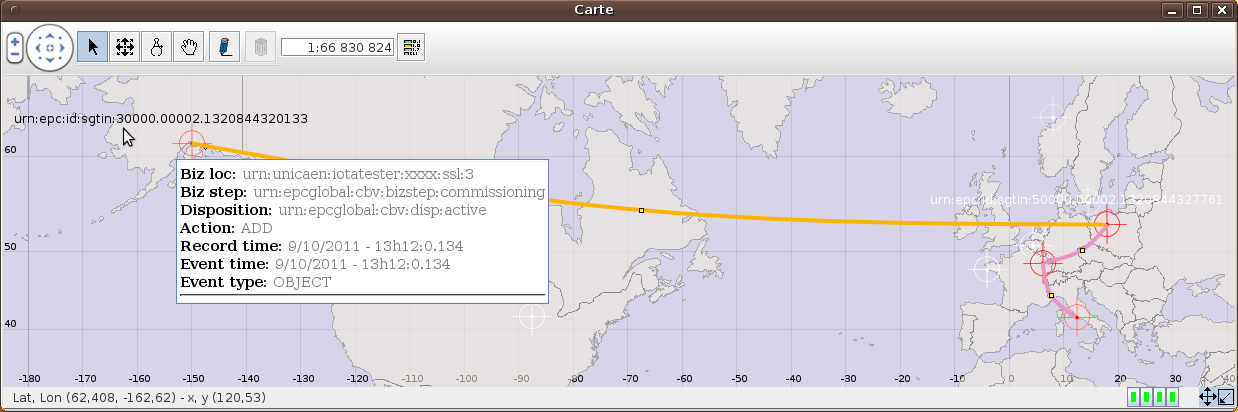 Carte
1:66 830 824
urn:epc:id:sgtin:30000.00002.1320844320133
60
Biz loc: urn:unicaen:iotatester:xxxx:ssl:3
Biz step: urn:epcglobal:cbv:bizstep:commissioning
Disposition: urn:epcglobal:cbv:disp:active
Action: ADD
Record time: 9/10/2011 - 13h12:0.134
Event time: 9/10/2011 - 13h12:0.134
Event type: OBJECT
urn:epc:id:sgtin:50000.00002.1320844327761
50
40
-180 -170 -160 -150 -140 -130 -120 -110 -100 -90 -80 -70 -60 -50 -40 -30 -20 -10 0 10 20 30 40
Lat, Lon (62,408, -162,62) - x, y (120,53)